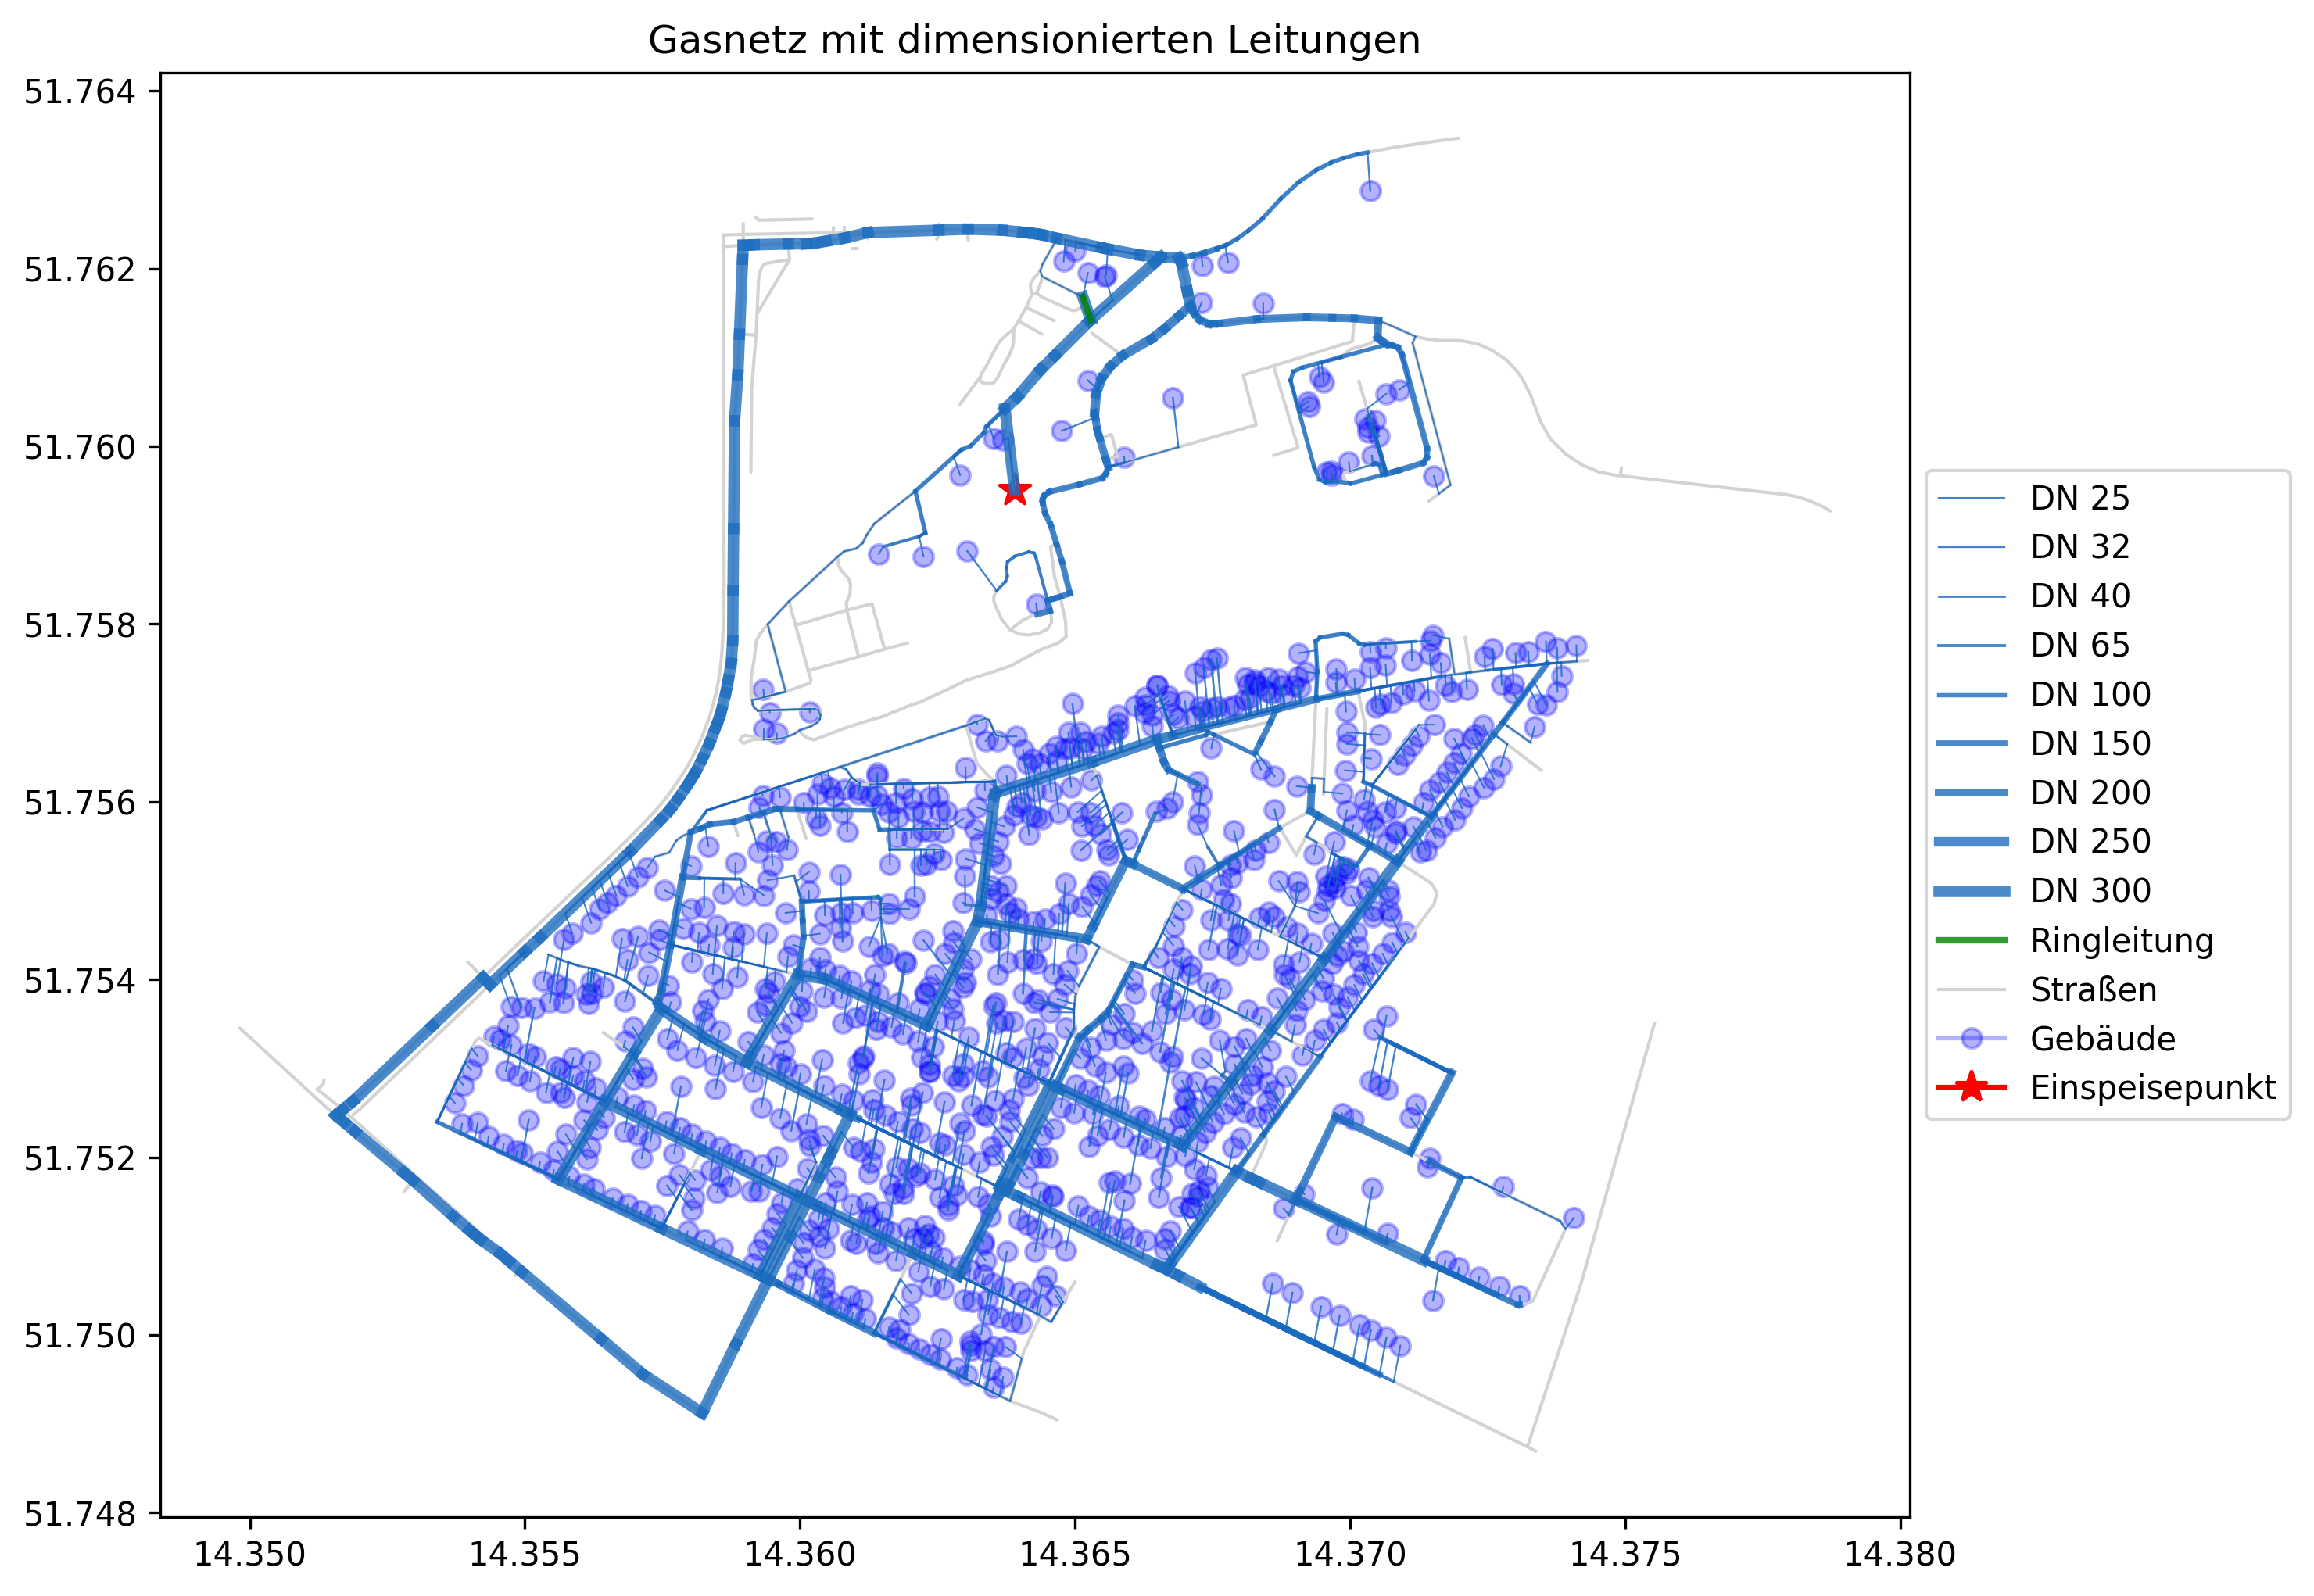 Gasnetz mit dimensionierten Leitungen
51.764
51.762
51.760
51.758
51.756
51.754
51.752
51.750
51.748
14.350
14.355
14.360
14.365
14.370
14.375
14.380
DN 25
DN 32
DN 40
DN 65
DN 100
DN 150
DN 200
DN 250
DN 300
Ringleitung
Straßen
Gebäude
Einspeisepunkt